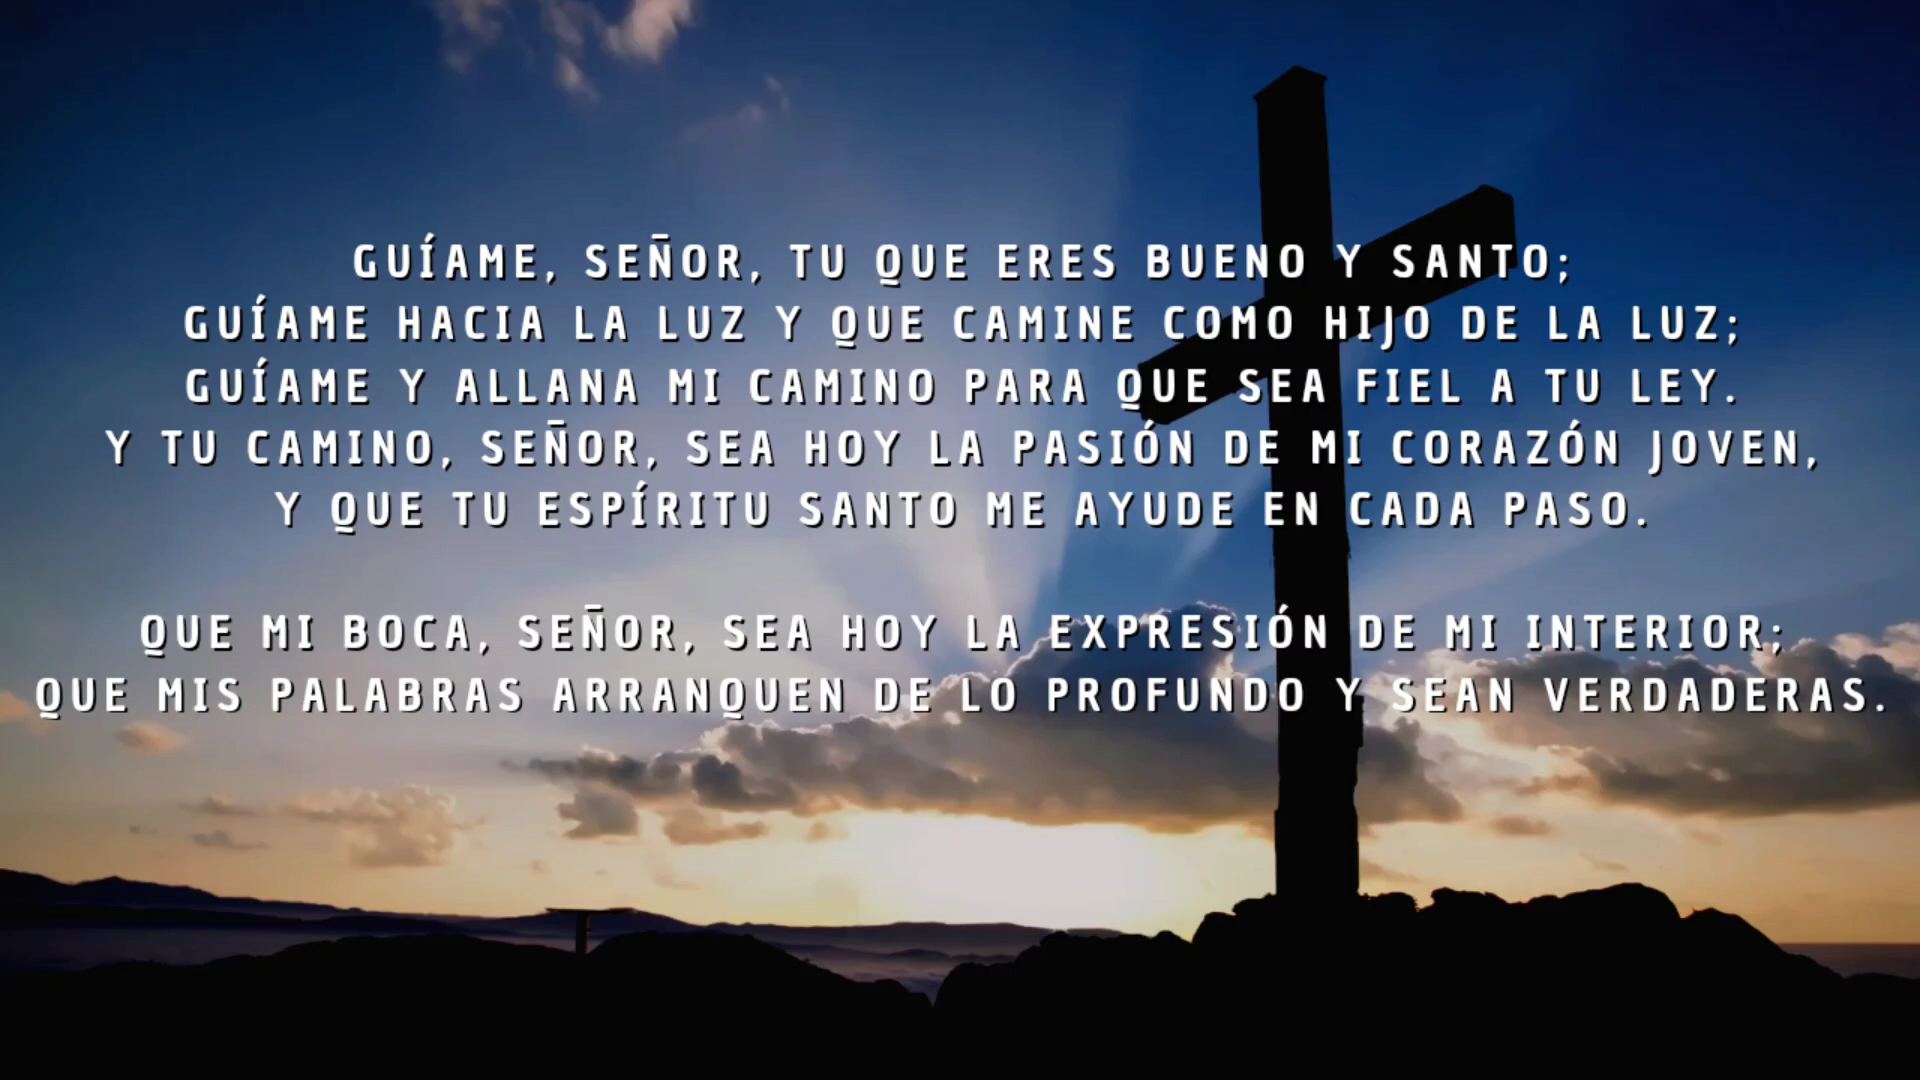 GUÍAME, SEÑOR, TU QUE ERES BUENO Y SANTO;
GUÍAME HACIA LA LUZ Y QUE CAMINE COMO HIJO DE LA LUZ;
GUÍAME Y ALLANA MI CAMINO PARA QUE SEA FIEL A TU LEY.
Y TU CAMINO, SEÑOR, SEA HOY LA PASIÓN DE MI CORAZÓN JOVEN,
Y QUE TU ESPÍRITU SANTO ME AYUDE EN CADA PASO.
QUE MI BOCA, SEÑOR, SEA HOY LA EXPRESIÓN DE MI INTERIOR;
QUE MIS PALABRAS ARRANQUEN DE LO PROFUNDO Y SEAN VERDADERAS.